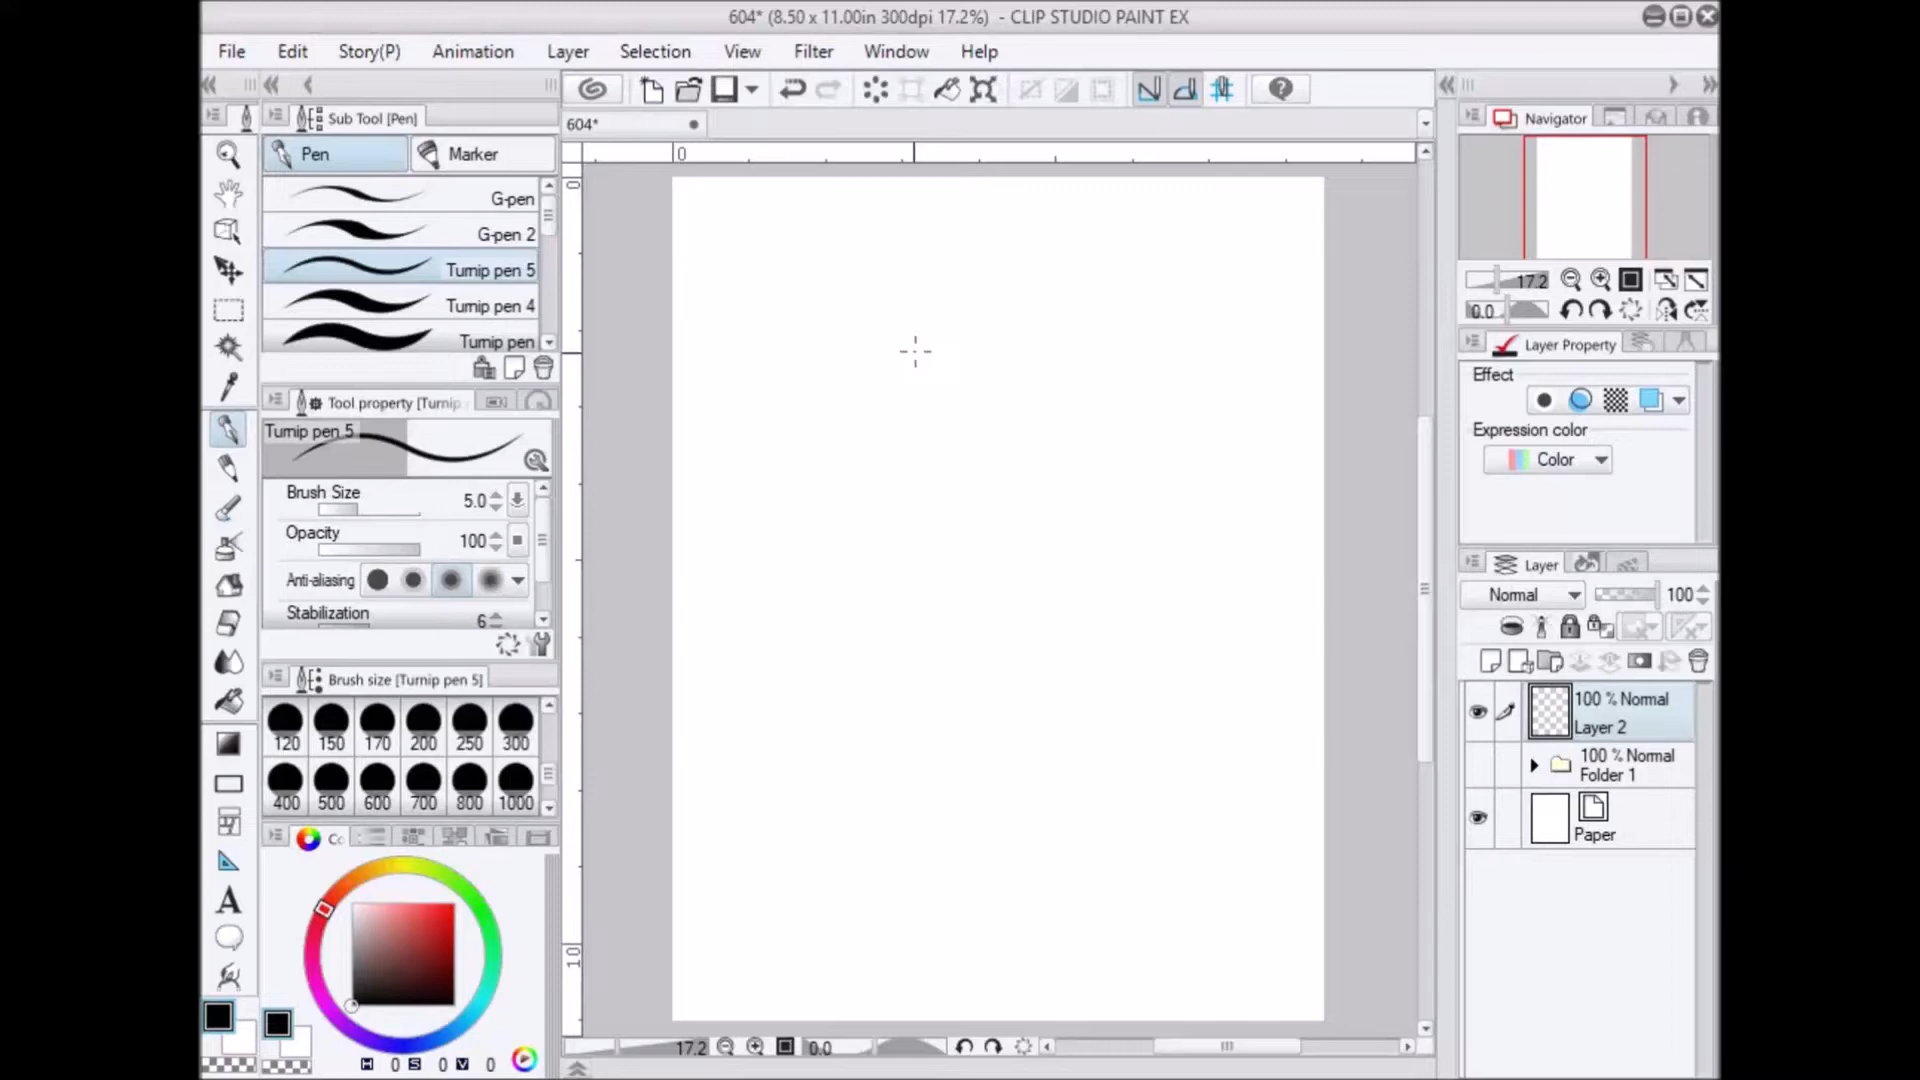 604* (8.50 x 11.00in 300dpi 17.2%) - CLIP STUDIO PAINT EX
File Edit Story(P) Animation Layer Selection View Filter Window Help
Sub Tool [Pen]
Pen Marker
G-pen
G-pen 2
Turnip pen 5
Turnip pen 4
Turnip pen
Tool property [Turnip
Turnip pen 5
Brush Size 5.0
Opacity 100
Anti-aliasing
Stabilization 6
Brush size [Turnip pen 5]
120 150 170 200 250 300
400 500 600 700 800 1000
Cc
H 0 S 0 V 0
A
604*
0
0
10
17.2 0.0
Navigator
17.2
0.0
Layer Property
Effect
Expression color
Color
Layer
Normal 100
100 % Normal
Layer 2
100 % Normal
Folder 1
Paper